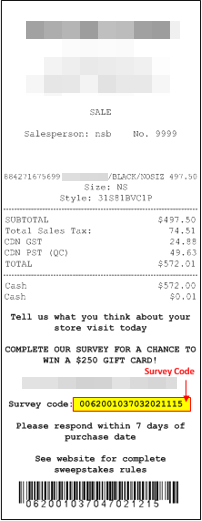 SALE
Salesperson: nsb No. 9999
884271675699 /BLACK/NOSIZ 497.50
Size: NS
Style: 31S81BVC1P
SUBTOTAL $497.50
Total Sales Tax: 74.51
CDN GST 24.88
CDN PST (QC) 49.63
TOTAL $572.01
Cash $572.00
Cash $0.01
Tell us what you think about your
store visit today
COMPLETE OUR SURVEY FOR A CHANCE TO
WIN A $250 GIFT CARD!
Survey Code
Survey code: 0062001037032021115
Please respond within 7 days of
purchase date
See website for complete
sweepstakes rules
0620010047021215